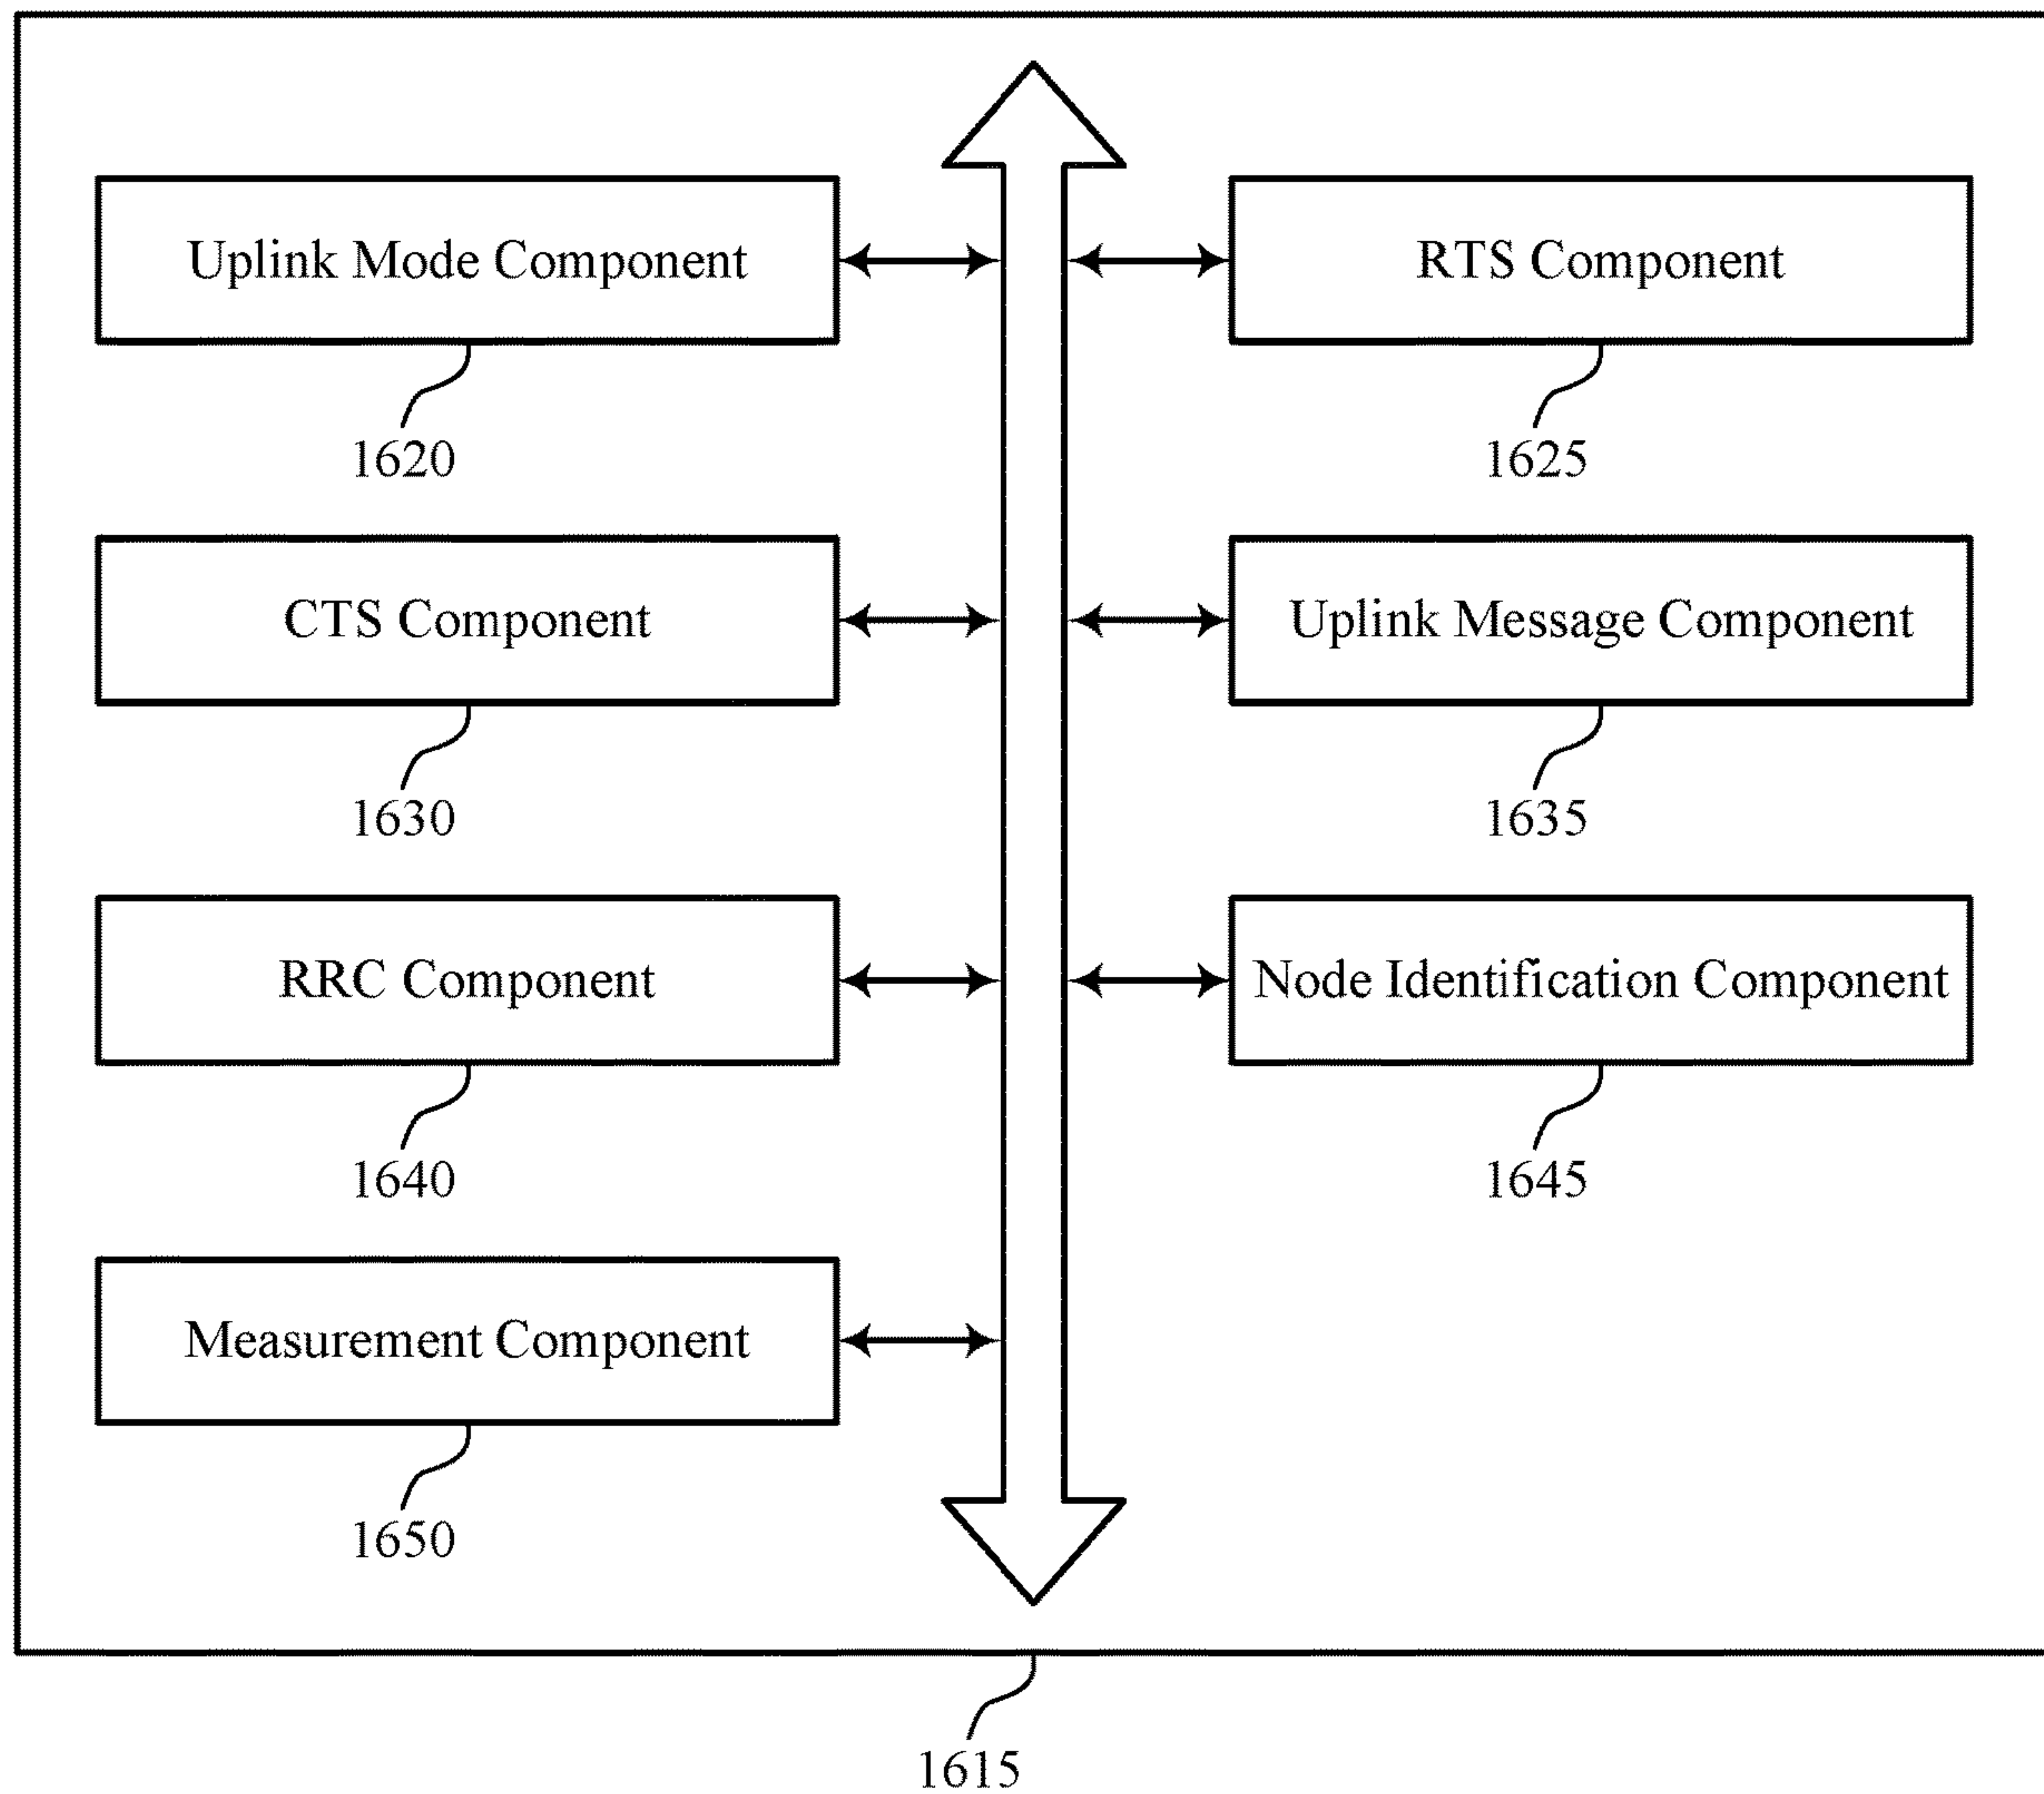 Uplink Mode Component
RTS Component
1620
1625
CTS Component
Uplink Message Component
1630
1635
RRC Component
Node Identification Component
1640
1645
Measurement Component
1650
1615